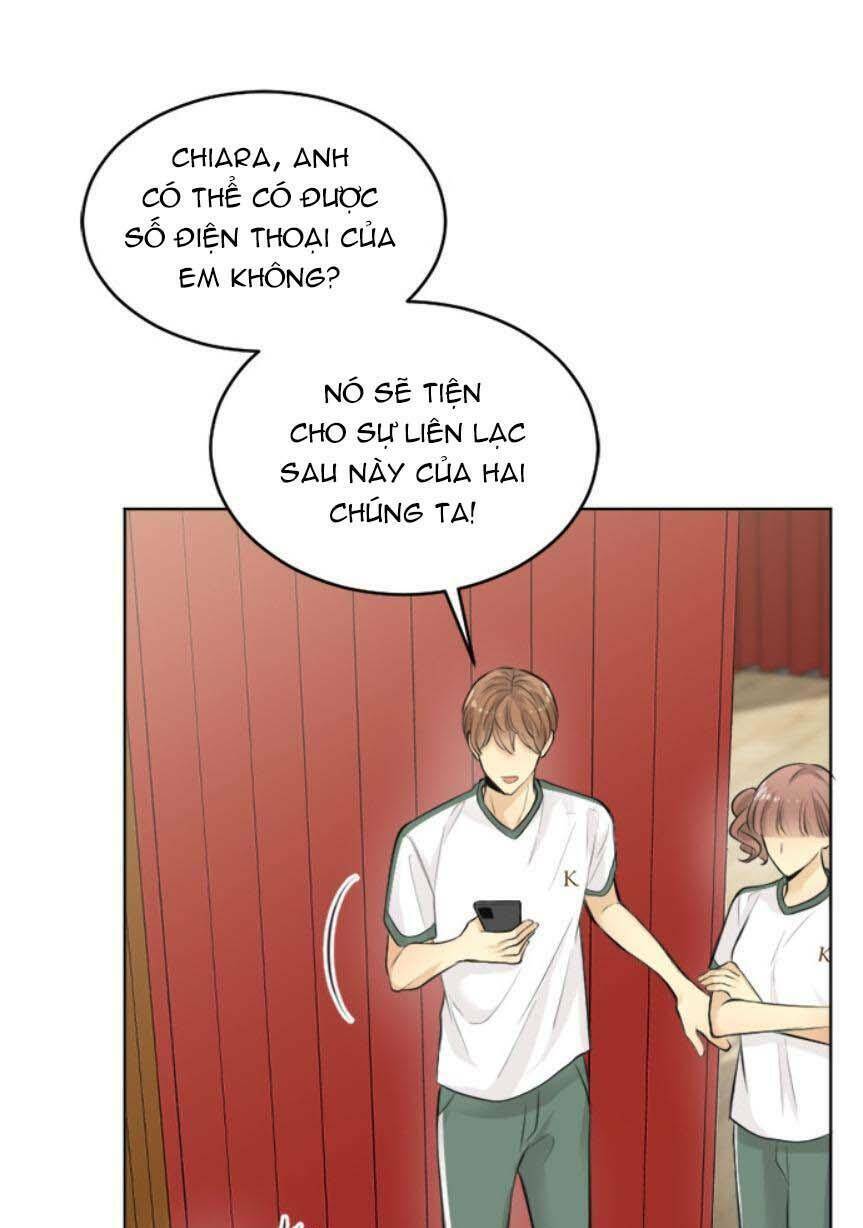 CHIARA, ANH
CÓ THỂ CÓ ĐƯỢC
SỐ ĐIỆN THOẠI CỦA
EM KHÔNG?
NÓ SẼ TIỆN
CHO SỰ LIÊN LẠC
SAU NÀY CỦA HAI
CHÚNG TA!
K
K